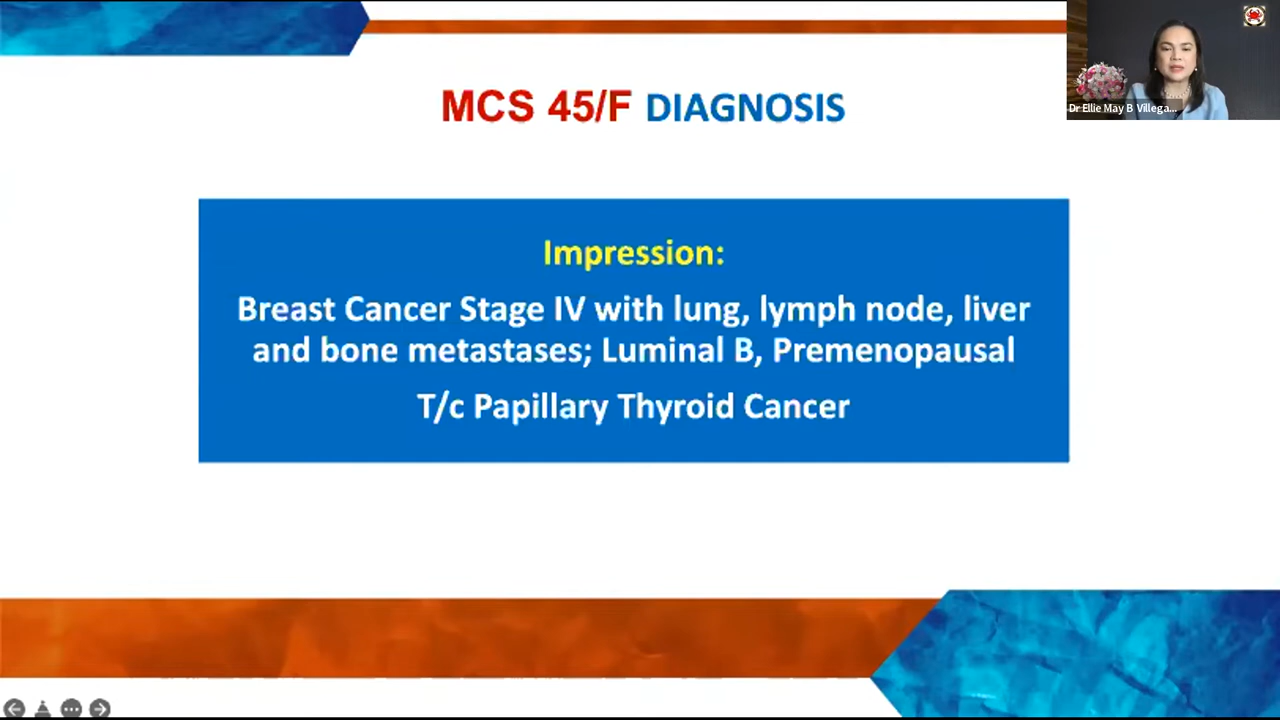 MCS 45/F DIAGNOSIS
Dr Ellie May B Villega...
Impression:
Breast Cancer Stage IV with lung, lymph node, liver
and bone metastases; Luminal B, Premenopausal
T/c Papillary Thyroid Cancer